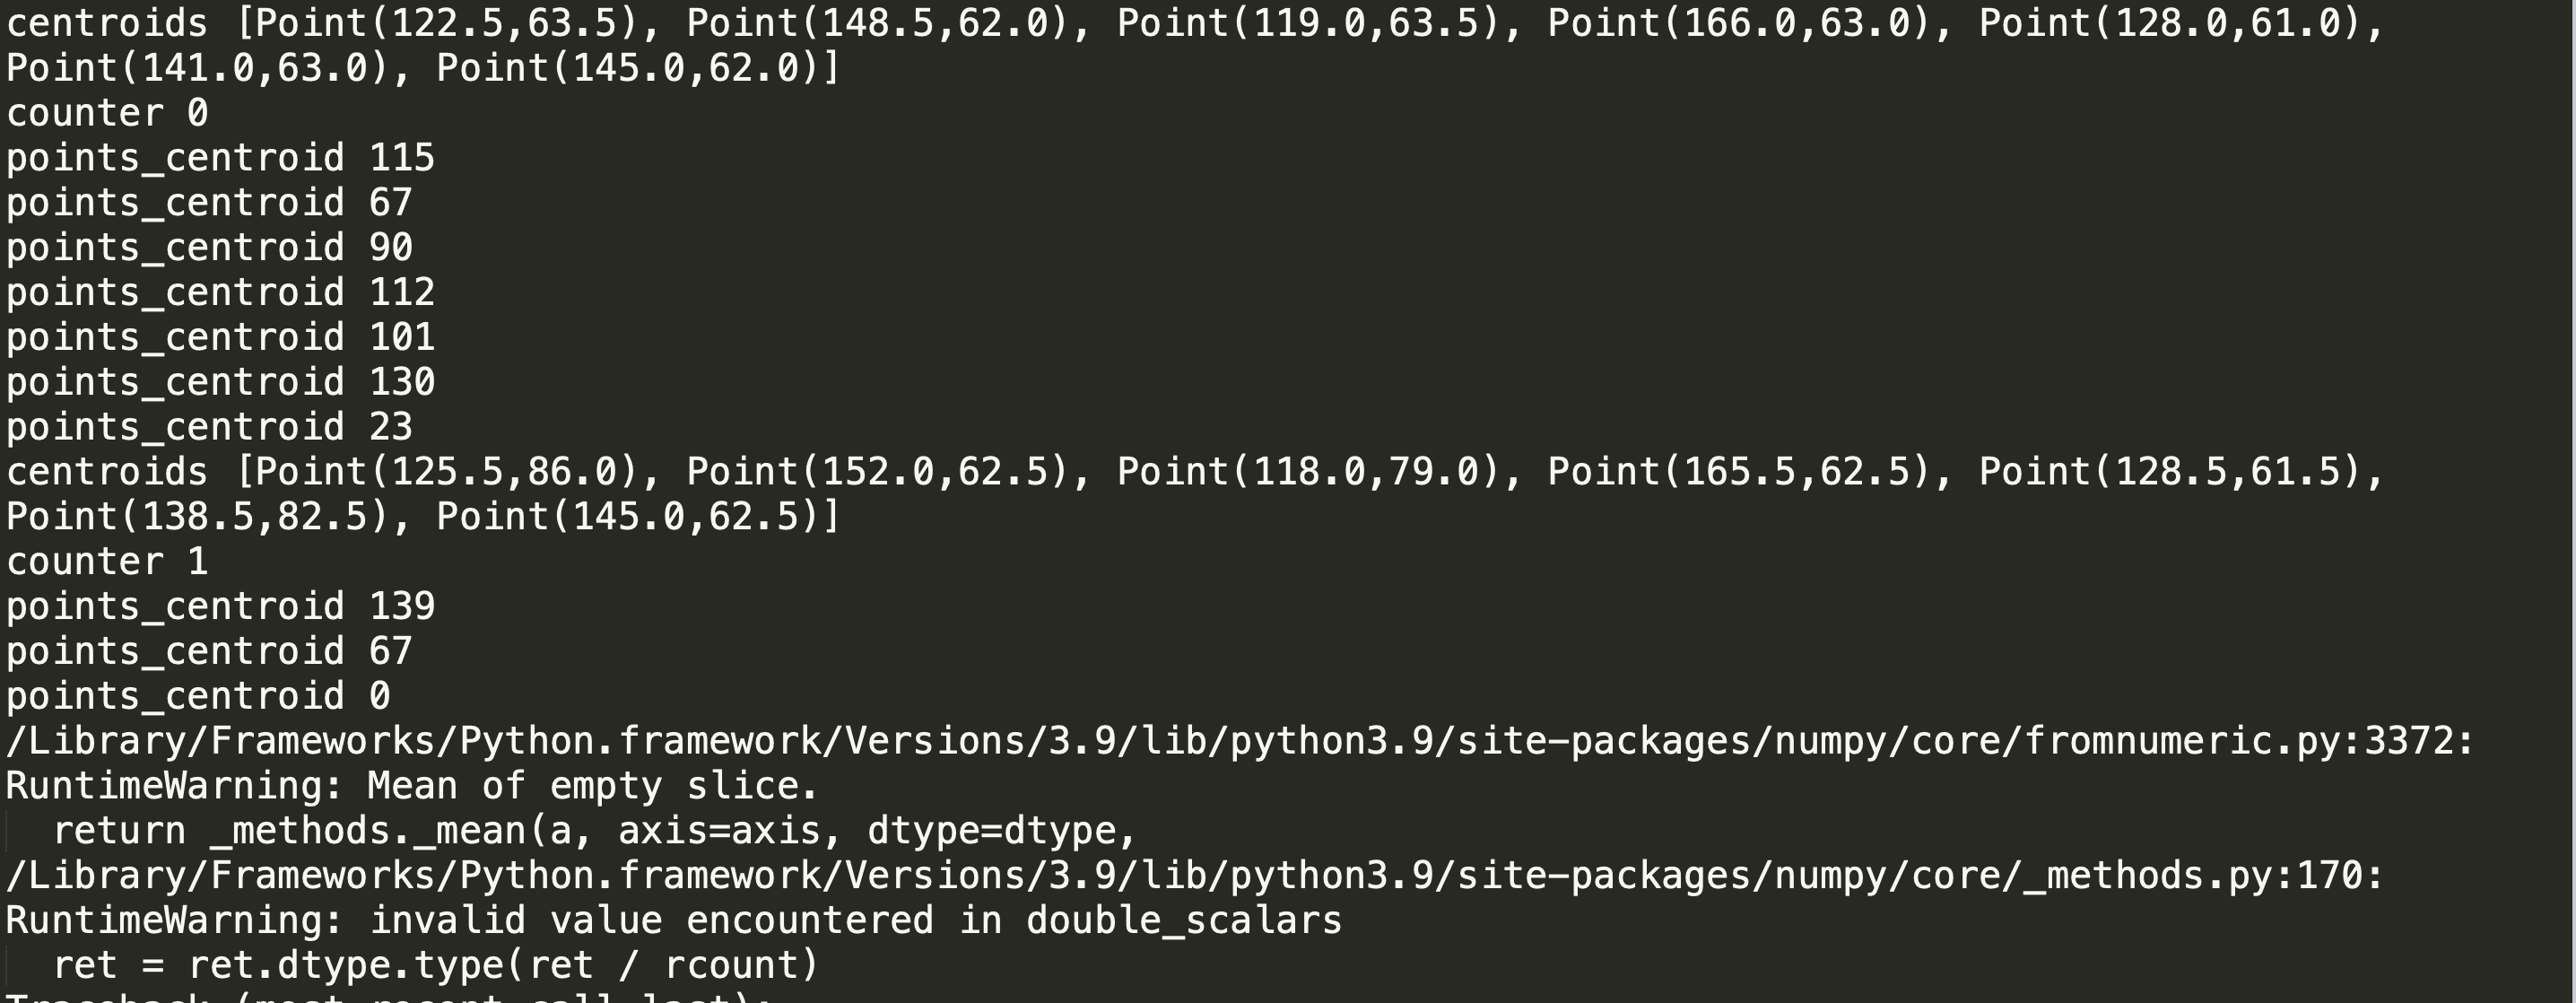 centroids [Point(122.5,63.5), Point(148.5,62.0), Point(119.0,63.5), Point(166.0,63.0), Point(128.0,61.0),
Point(141.0,63.0), Point(145.0,62.0)]
counter 0
points_centroid 115
points_centroid 67
points_centroid 90
points_centroid 112
points_centroid 101
points_centroid 130
points_centroid 23
centroids [Point(125.5,86.0), Point(152.0,62.5), Point(118.0,79.0), Point(165.5,62.5), Point(128.5,61.5),
Point(138.5,82.5), Point(145.0,62.5)]
counter 1
points_centroid 139
points_centroid 67
points_centroid 0
/Library/Frameworks/Python.framework/Versions/3.9/lib/python3.9/site-packages/numpy/core/fromnumeric.py:3372:
RuntimeWarning: Mean of empty slice.
  return _methods._mean(a, axis=axis, dtype=dtype,
/Library/Frameworks/Python.framework/Versions/3.9/lib/python3.9/site-packages/numpy/core/_methods.py:170:
RuntimeWarning: invalid value encountered in double_scalars
  ret = ret.dtype.type(ret / rcount)
Traceback (most recent call last):